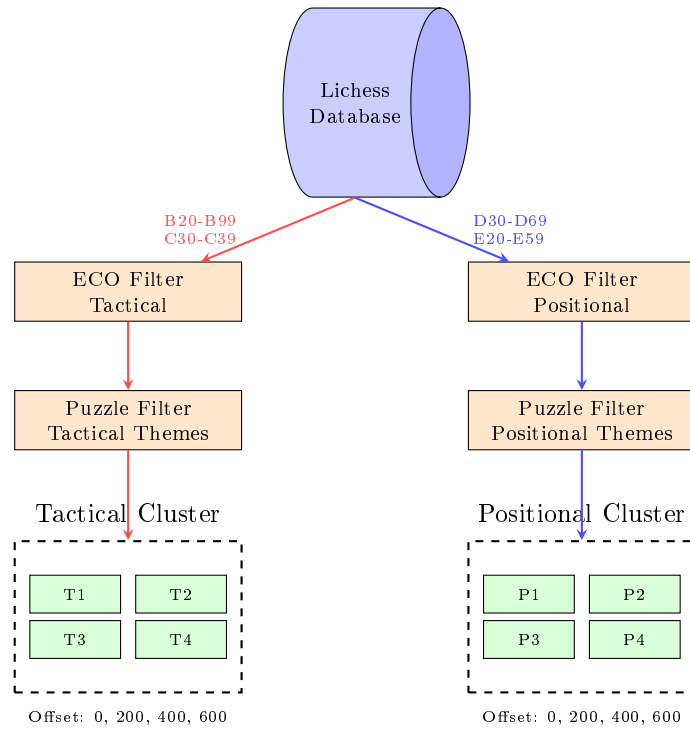 Lichess
Database
B20-B99
C30-C39
D30-D69
E20-E59
ECO Filter
Tactical
ECO Filter
Positional
Puzzle Filter
Tactical Themes
Puzzle Filter
Positional Themes
Tactical Cluster
Positional Cluster
T1 T2
T3 T4
P1 P2
P3 P4
Offset: 0, 200, 400, 600
Offset: 0, 200, 400, 600